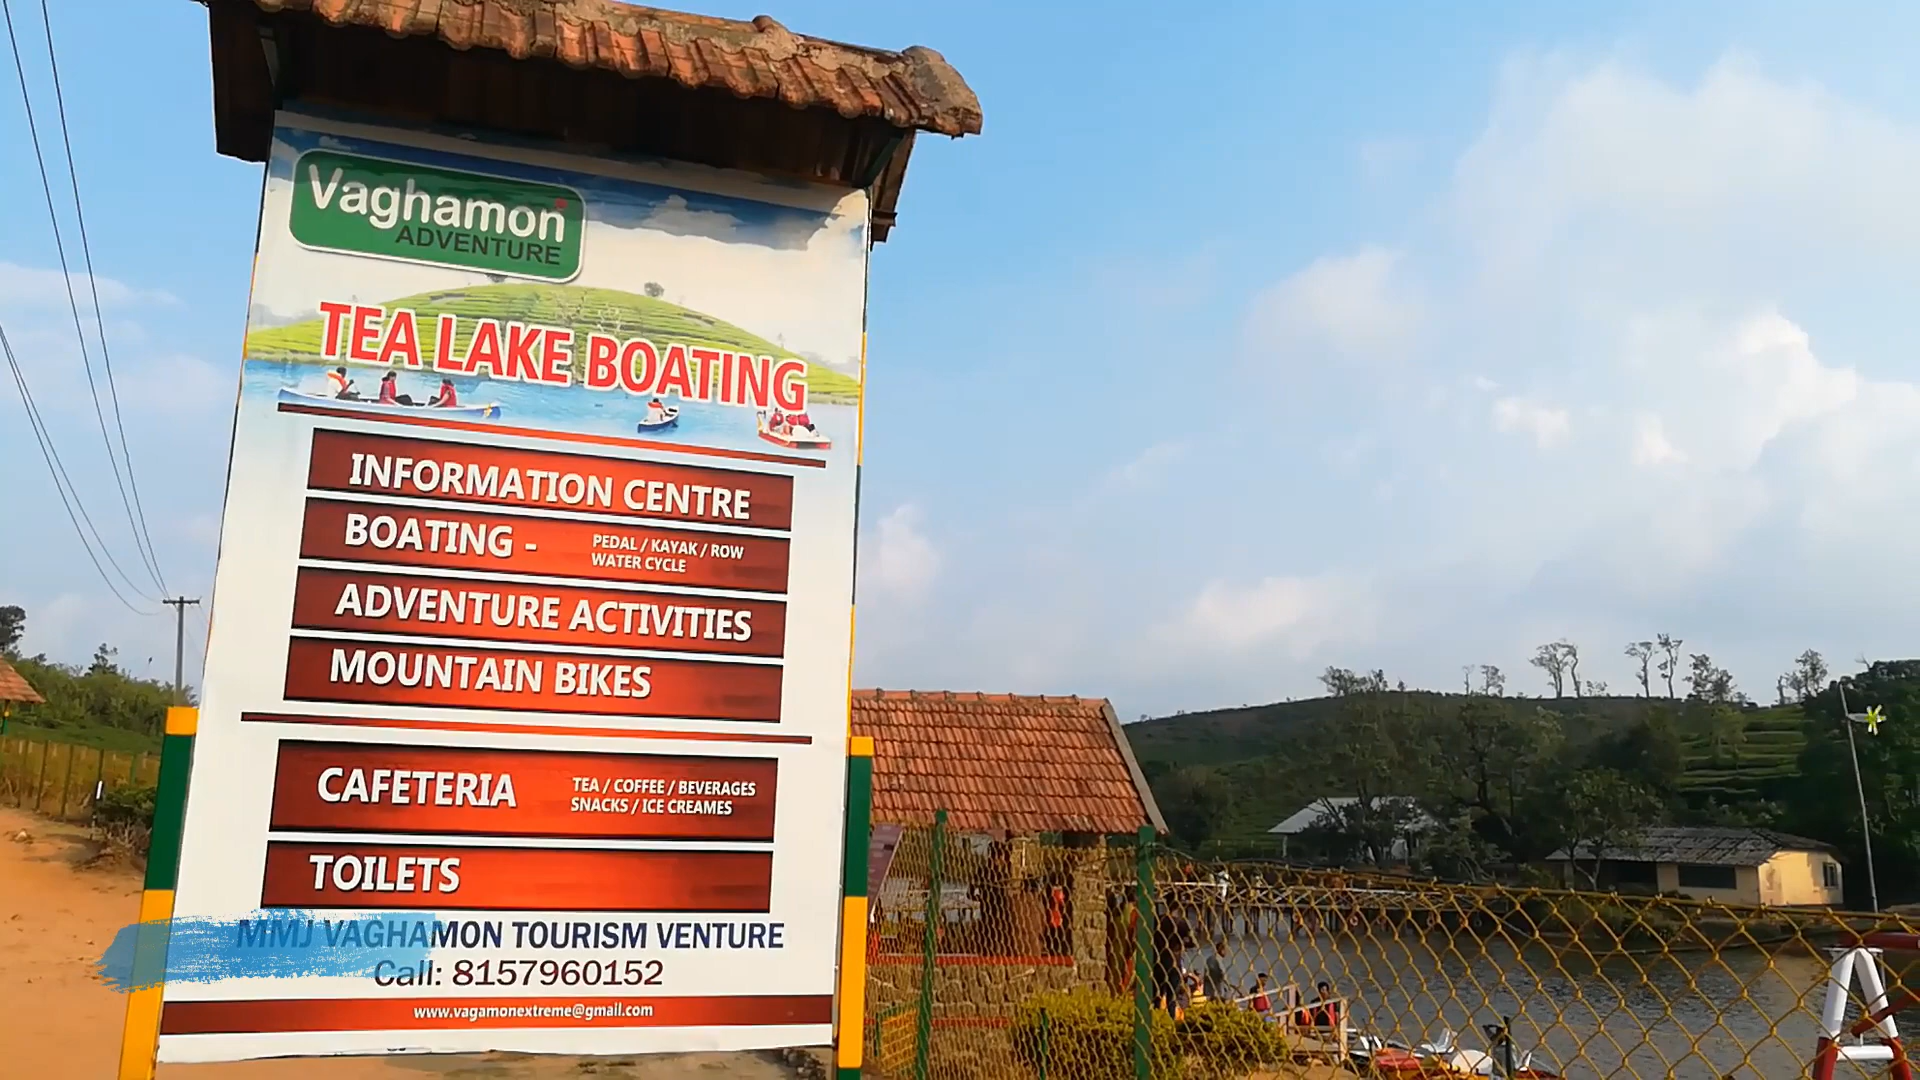 Vaghamon
ADVENTURE
TEA LAKE BOATING
INFORMATION CENTRE
BOATING - PEDAL / KAYAK / ROW
WATER CYCLE
ADVENTURE ACTIVITIES
MOUNTAIN BIKES
CAFETERIA TEA / COFFEE / BEVERAGES
SNACKS / ICE CREAMES
TOILETS
MMJ VAGHAMON TOURISM VENTURE
Call: 8157960152
www.vagamonextreme@gmail.com